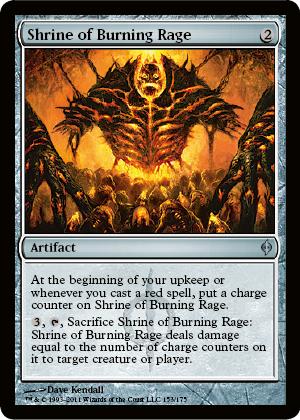 Shrine of Burning Rage 2
Artifact
At the beginning of your upkeep or
whenever you cast a red spell, put a charge
counter on Shrine of Burning Rage.
3, , Sacrifice Shrine of Burning Rage:
Shrine of Burning Rage deals damage
equal to the number of charge counters on
it to target creature or player.
Dave Kendall
™ & © 1993–2011 Wizards of the Coast LLC 153/175